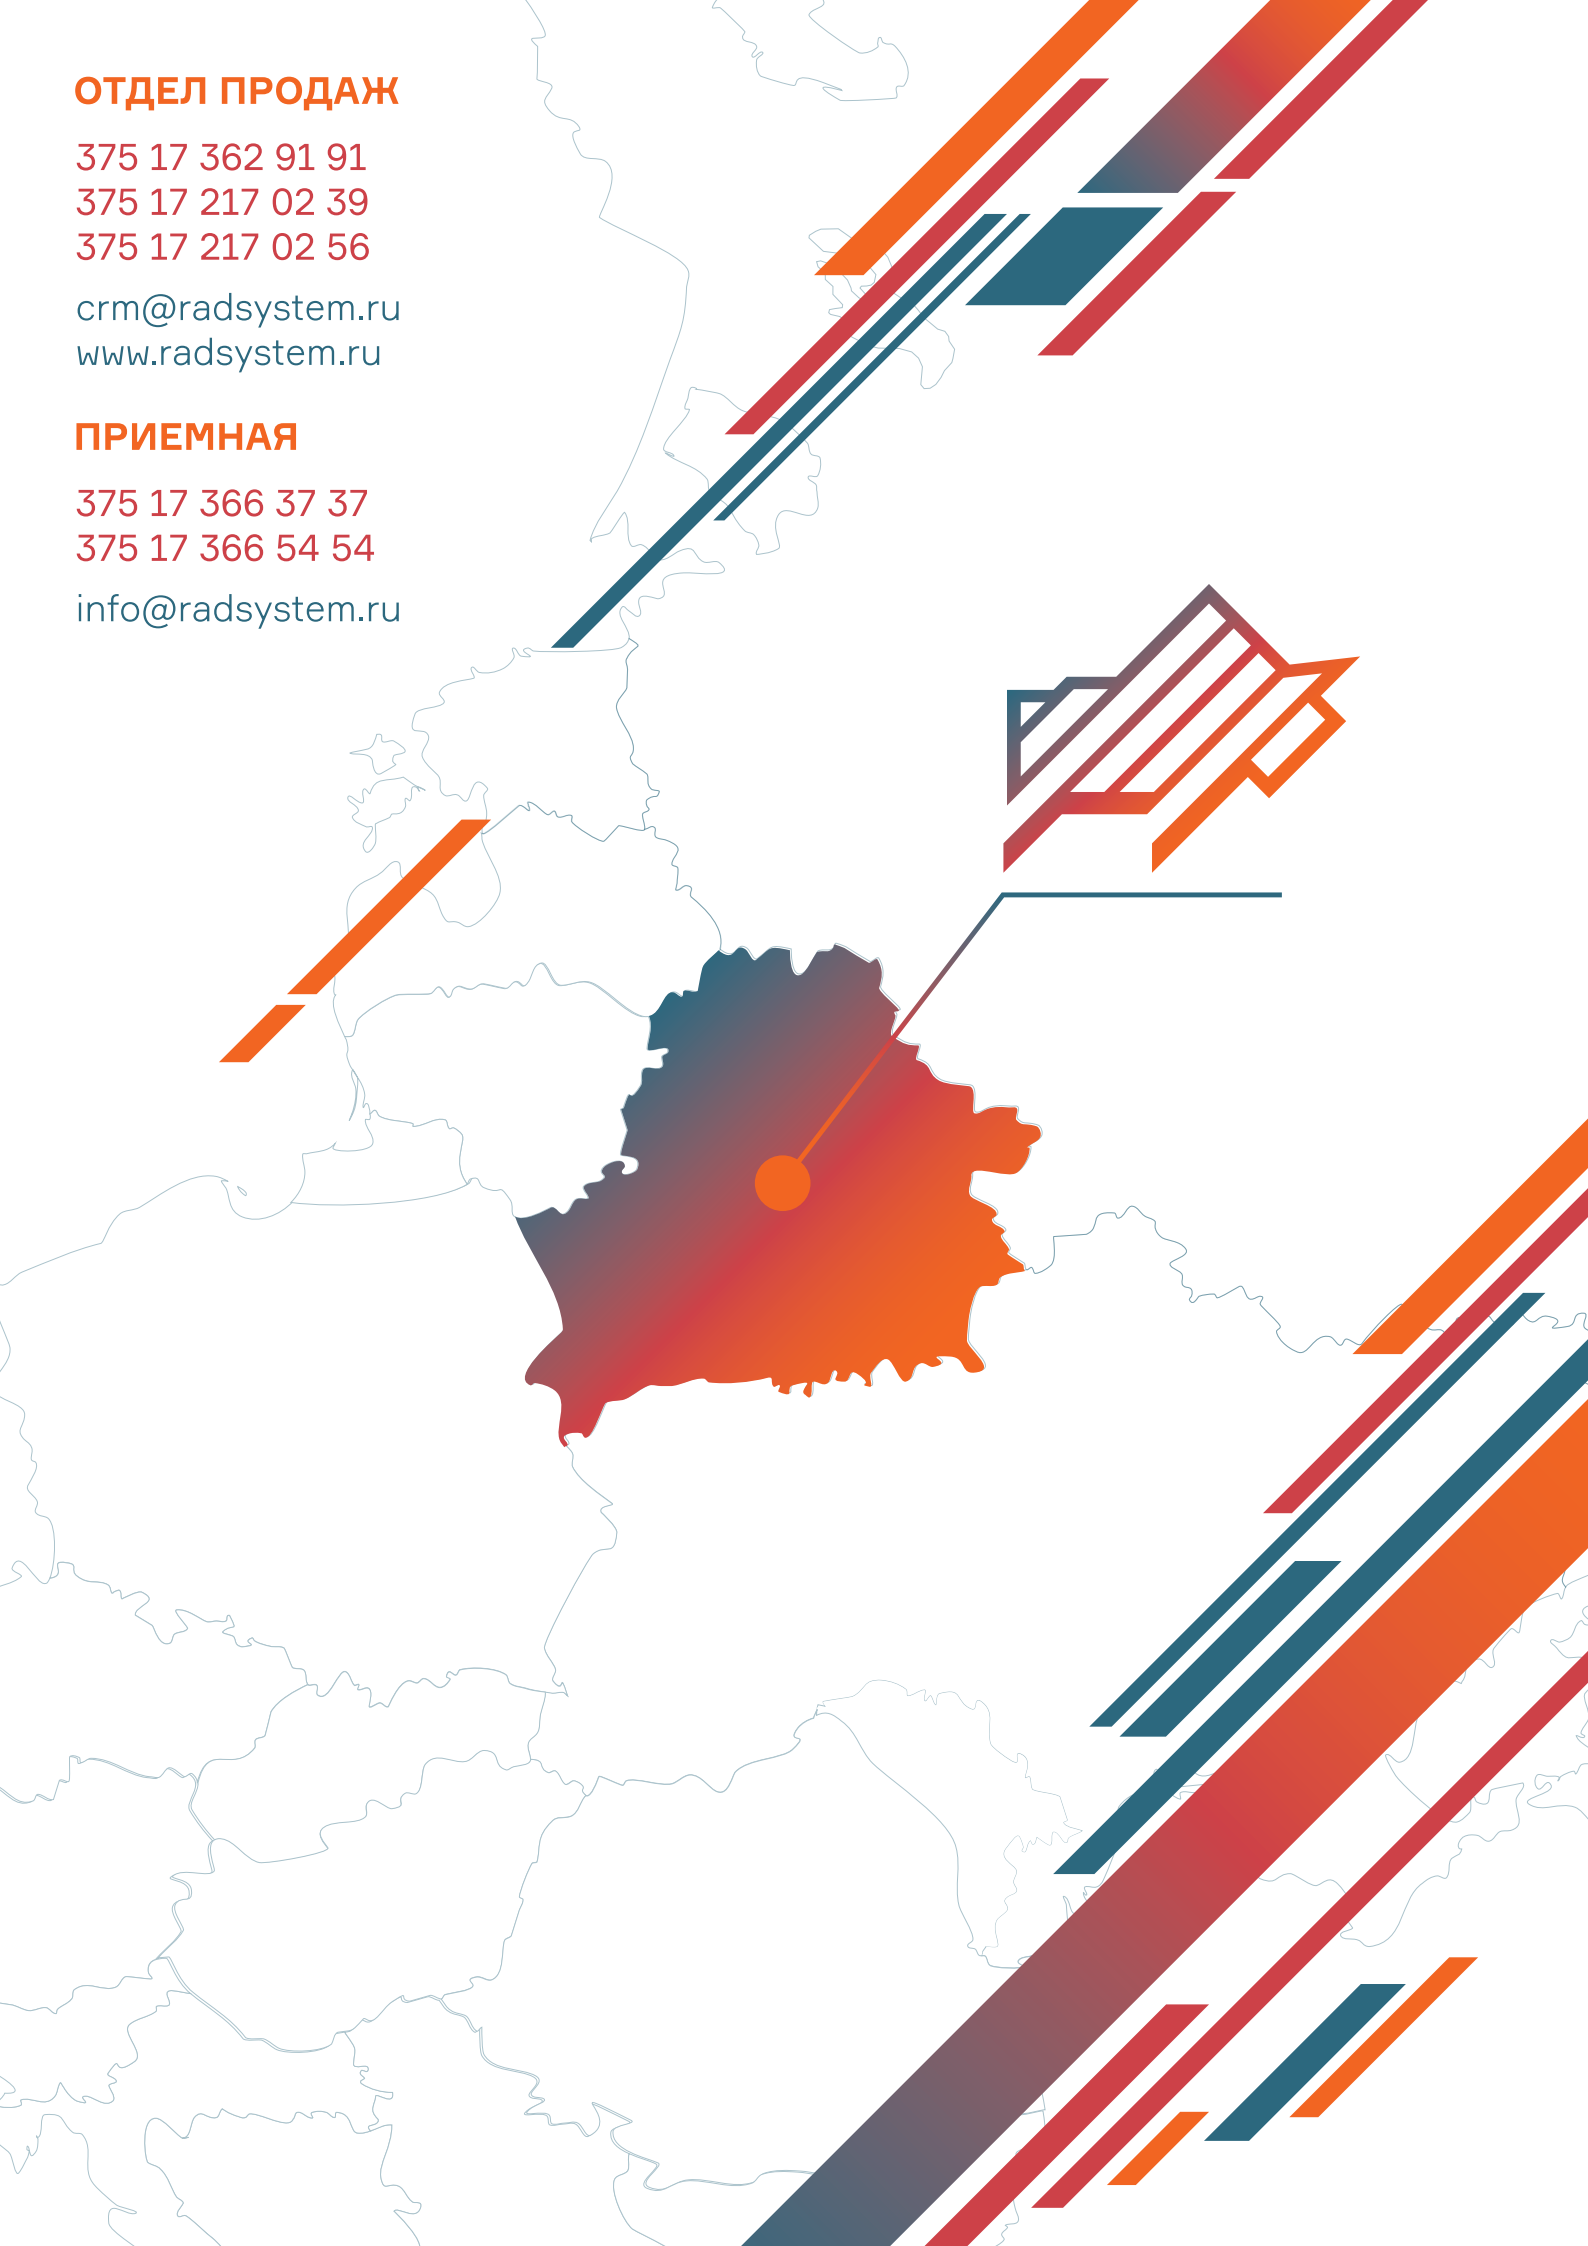 ОТДЕЛ ПРОДАЖ
375 17 362 91 91
375 17 217 02 39
375 17 217 02 56
crm@radsystem.ru
www.radsystem.ru
ПРИЕМНАЯ
375 17 366 37 37
375 17 366 54 54
info@radsystem.ru